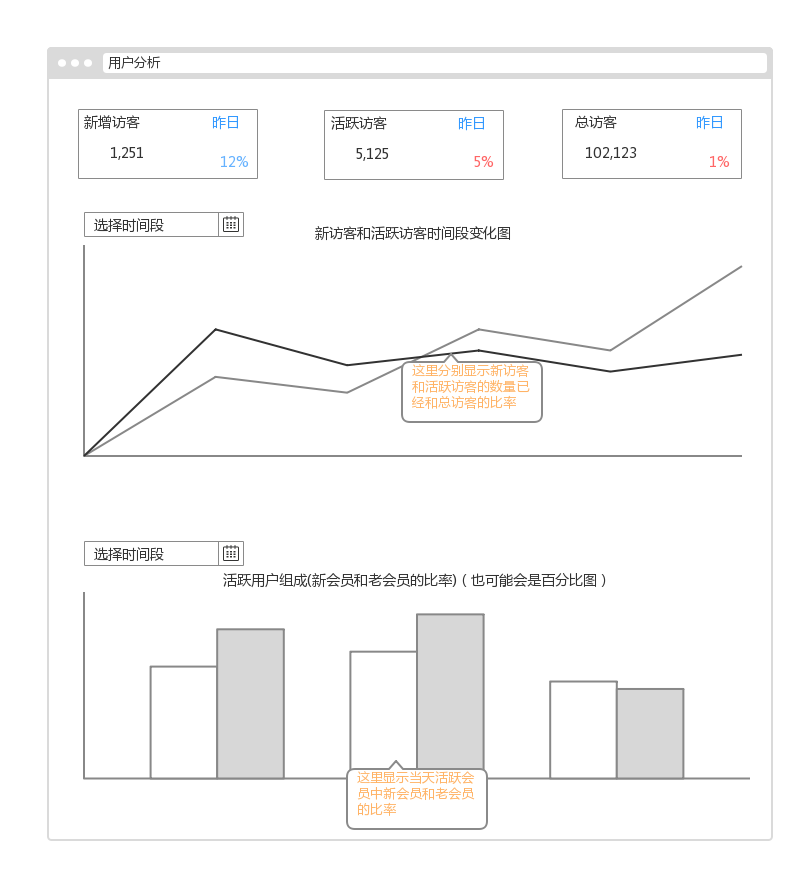 用户分析
新增访客 昨日
1,251
12%
活跃访客 昨日
5,125
5%
总访客 昨日
102,123
1%
选择时间段
新访客和活跃访客时间段变化图
这里分别显示新访客
和活跃访客的数量已
经和总访客的比率
选择时间段
活跃用户组成(新会员和老会员的比率)（也可能会是百分比图）
这里显示当天活跃会
员中新会员和老会员
的比率